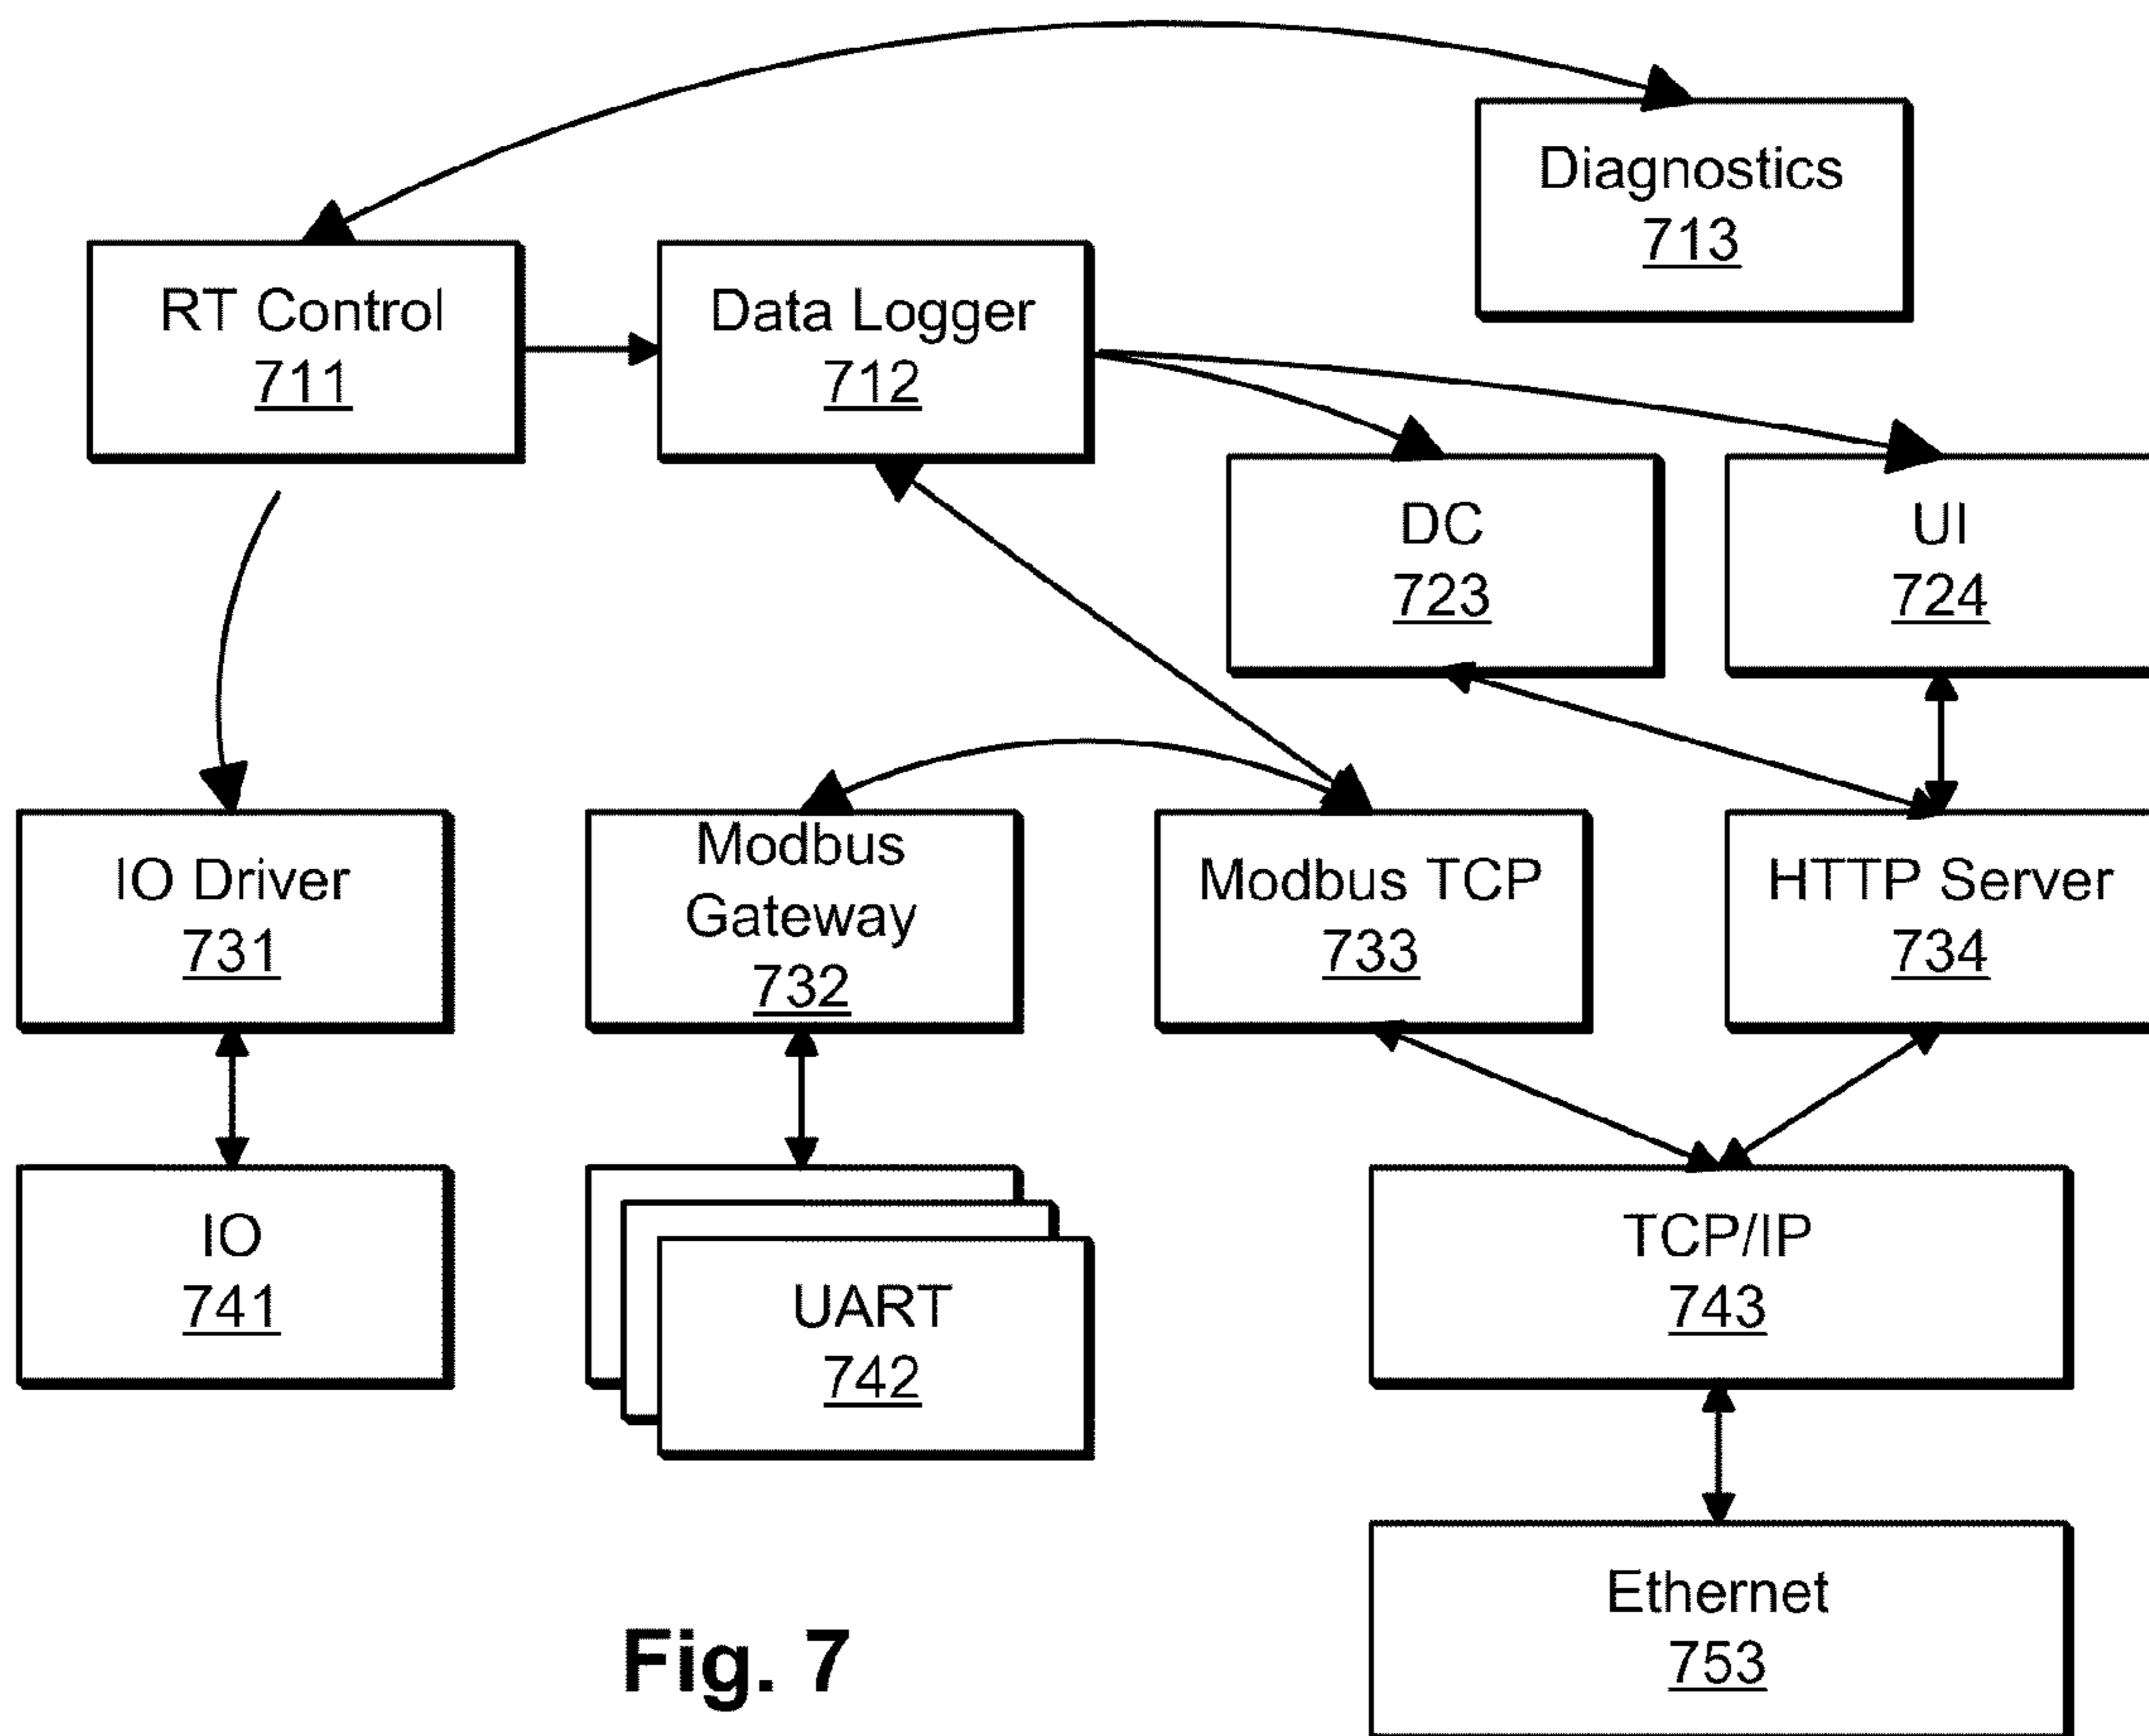 Diagnostics
713
RT Control
711
Data Logger
712
DC
723
UI
724
IO Driver
731
Modbus
Gateway
732
Modbus TCP
733
HTTP Server
734
IO
741
UART
742
TCP/IP
743
Ethernet
753
Fig. 7